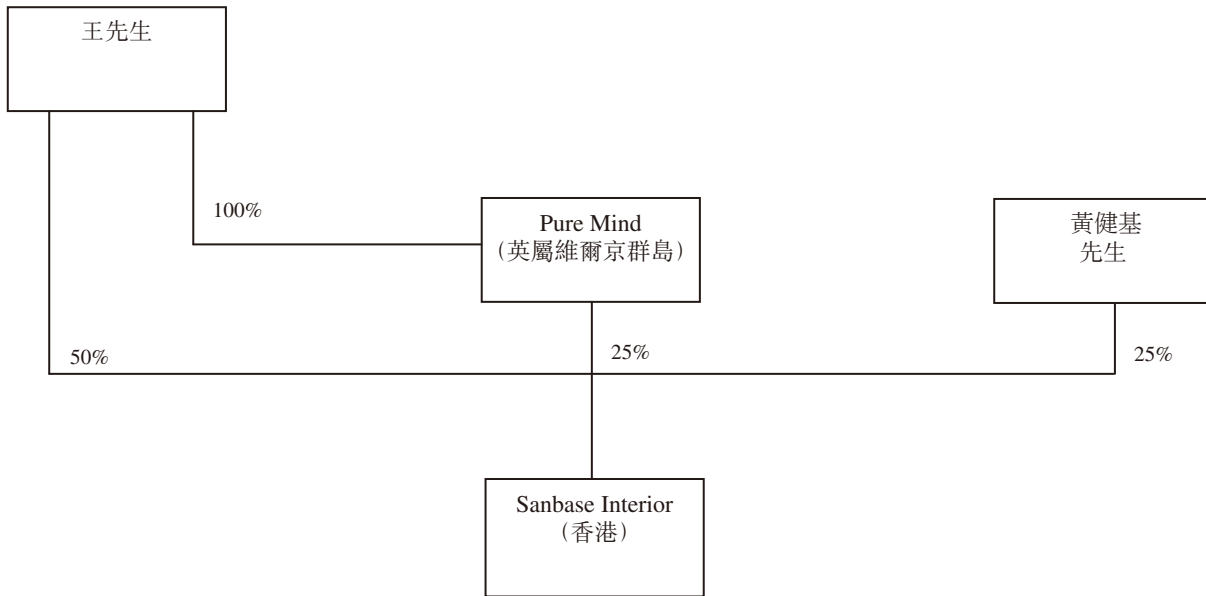 王先生
100%
Pure Mind
（英屬維爾京群島）
黃健基
先生
50%
25%
25%
Sanbase Interior
（香港）